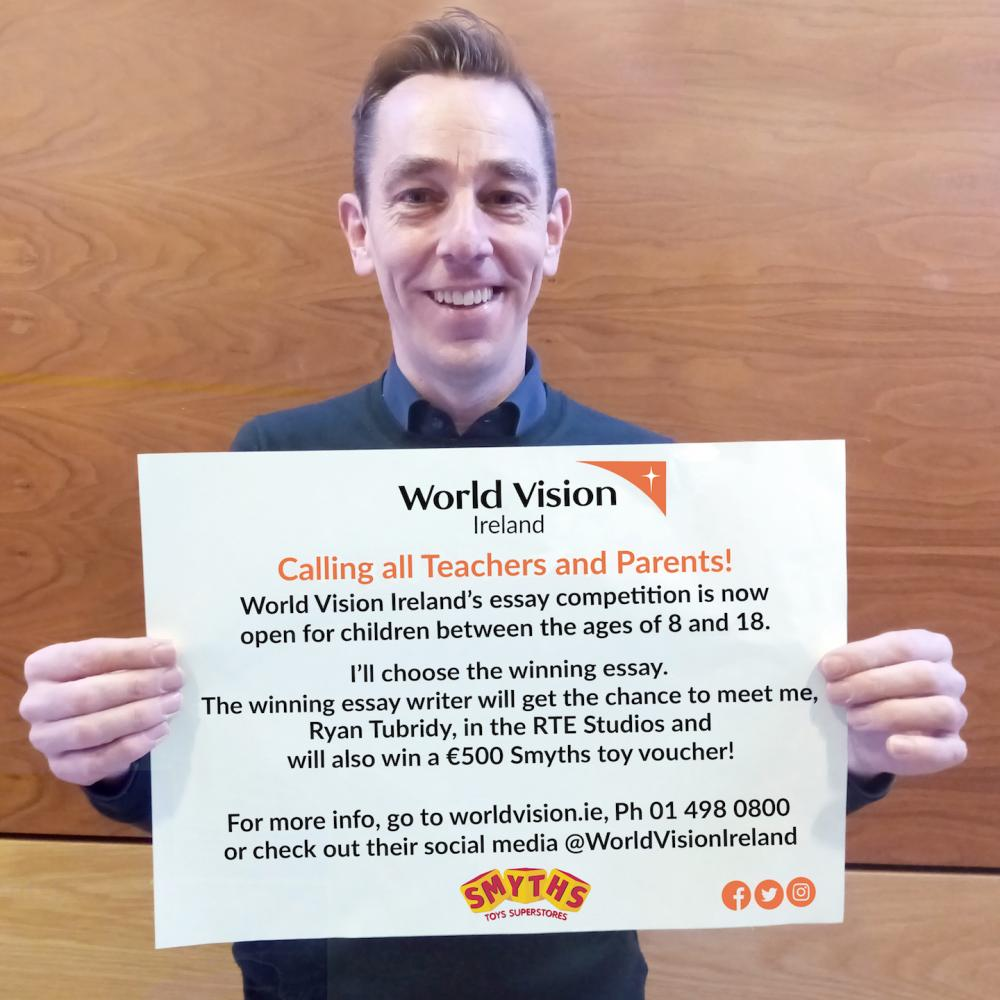 World Vision
Ireland
Calling all Teachers and Parents!
World Vision Ireland's essay competition is now
open for children between the ages of 8 and 18.
I'll choose the winning essay.
The winning essay writer will get the chance to meet me,
Ryan Tubridy, in the RTE Studios and
will also win a €500 Smyths toy voucher!
For more info, go to worldvision.ie, Ph 01 498 0800
or check out their social media @WorldVisionIreland
SMYTHS
TOYS SUPERSTORES